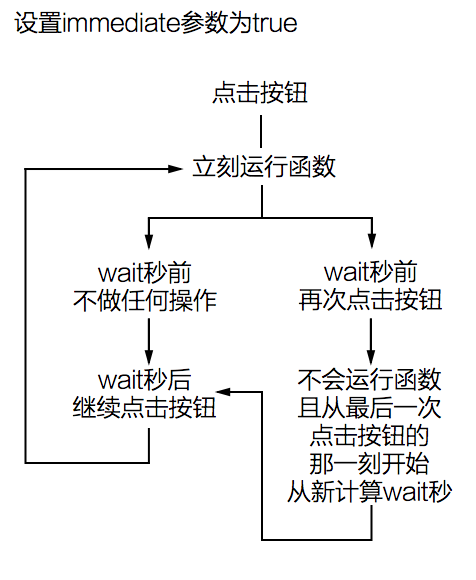 设置immediate参数为true
点击按钮
立刻运行函数
wait秒前
不做任何操作
wait秒前
再次点击按钮
wait秒后
继续点击按钮
不会运行函数
且从最后一次
点击按钮的
那一刻开始
从新计算wait秒